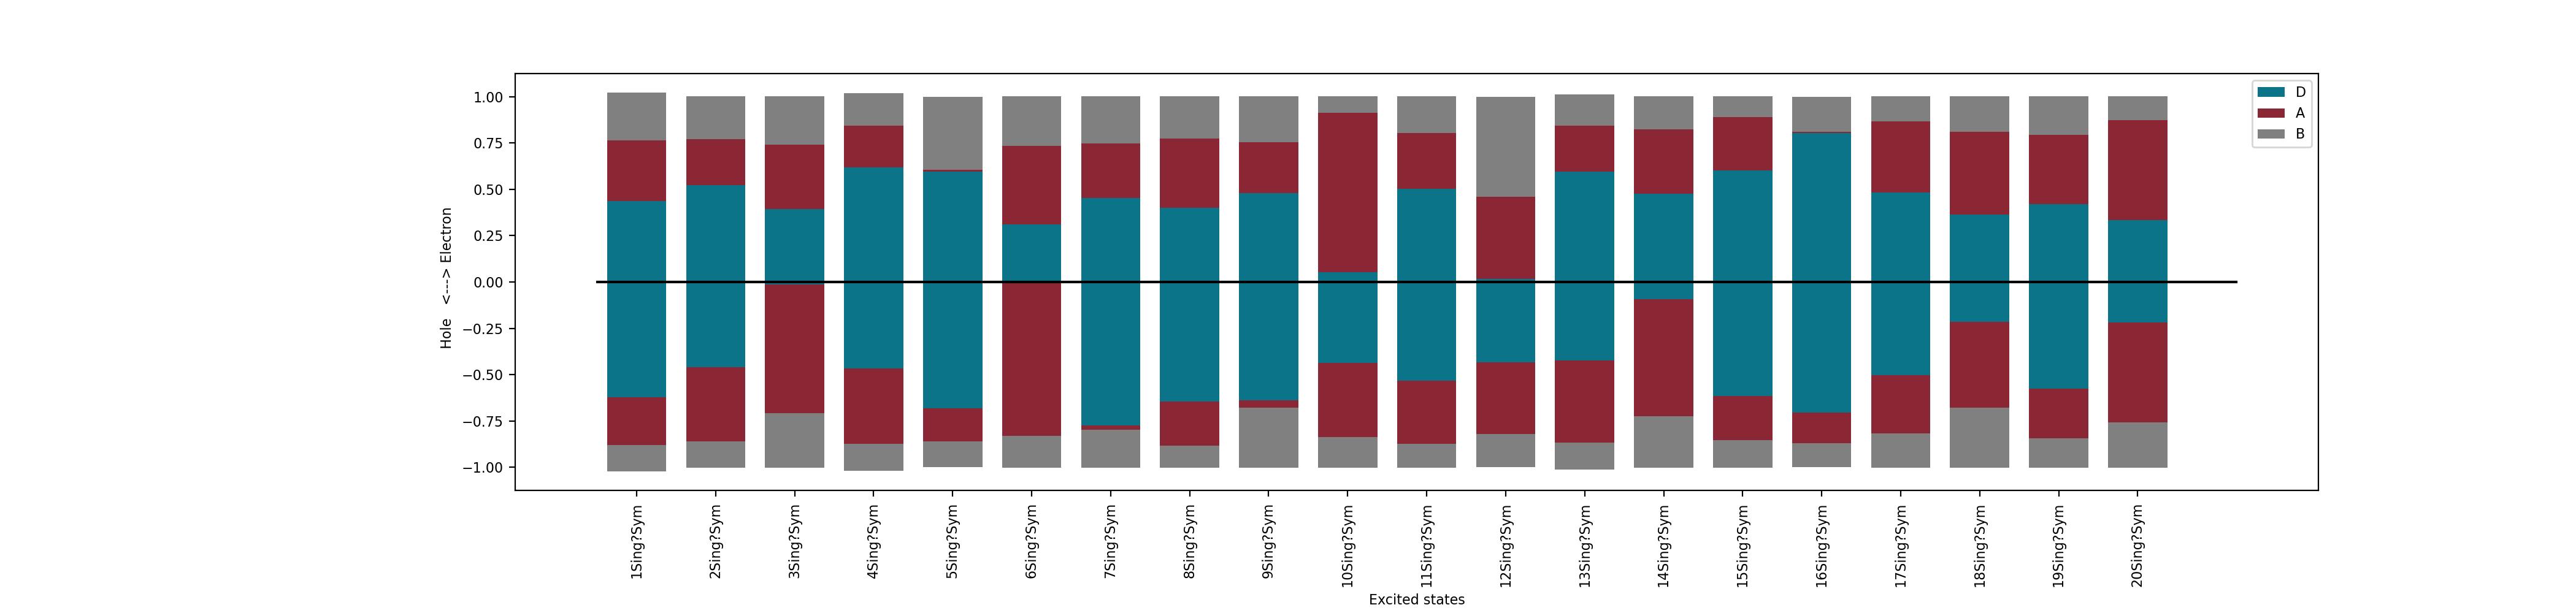 1.00
0.75
0.50
0.25
0.00
−0.25
−0.50
−0.75
−1.00
Hole <----> Electron
D
A
B
1Sing?Sym
2Sing?Sym
3Sing?Sym
4Sing?Sym
5Sing?Sym
6Sing?Sym
7Sing?Sym
8Sing?Sym
9Sing?Sym
10Sing?Sym
11Sing?Sym
12Sing?Sym
13Sing?Sym
14Sing?Sym
15Sing?Sym
16Sing?Sym
17Sing?Sym
18Sing?Sym
19Sing?Sym
20Sing?Sym
Excited states